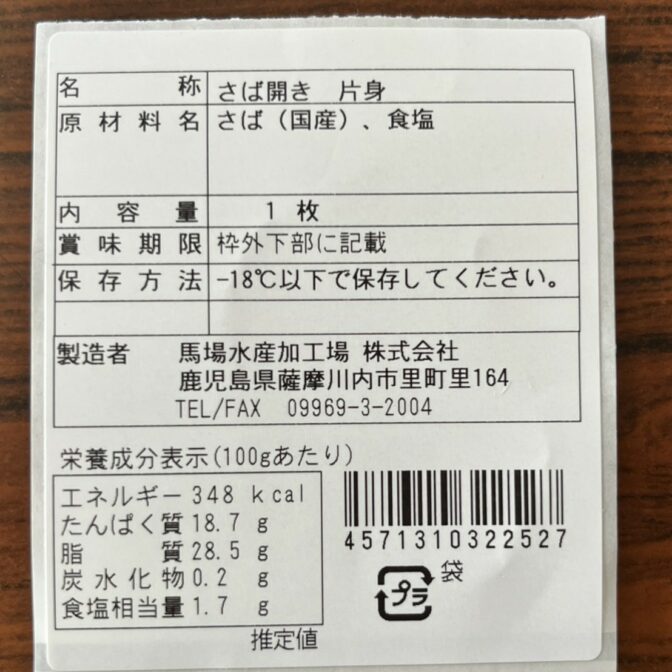 名称 さば開き 片身
原材料名 さば（国産）、食塩
内容量 1 枚
賞味期限 枠外下部に記載
保存方法 -18℃以下で保存してください。
製造者 馬場水産加工場 株式会社
鹿児島県薩摩川内市里町里164
TEL/FAX 09969-3-2004
栄養成分表示(100gあたり)
エネルギー 348 kcal
たんぱく質 18.7 g
脂質 28.5 g
炭水化物 0.2 g
食塩相当量 1.7 g
推定値
4571310322527
プラ 袋